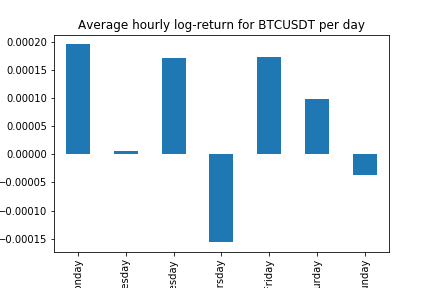 Average hourly log-return for BTCUSDT per day
0.00020
0.00015
0.00010
0.00005
0.00000
−0.00005
−0.00010
−0.00015
onday
esday
esday
rsday
Friday
urday
unday